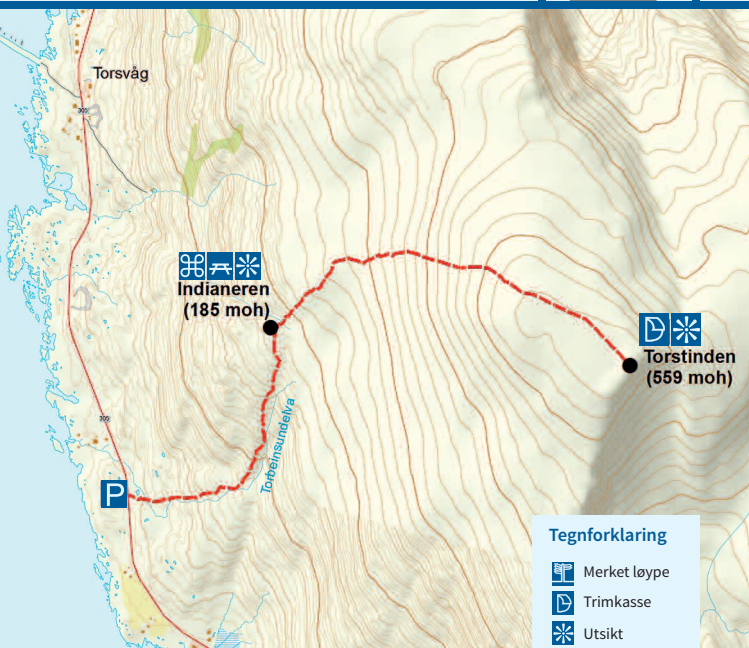 Torsvåg
305
Indianeren
(185 moh)
Torstinden
(559 moh)
305
Torbeinsundelva
P
Tegnforklaring
Merket løype
Trimkasse
Utsikt